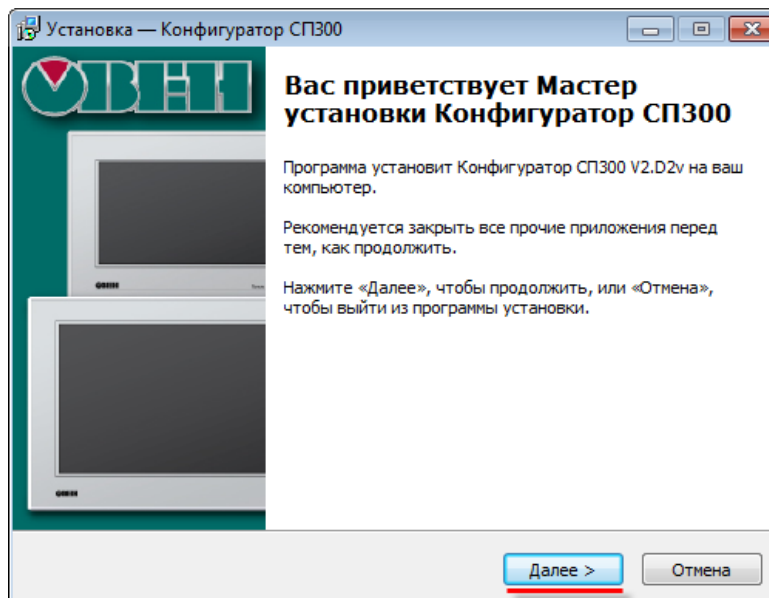 Установка — Конфигуратор СП300
ОВЕН
Вас приветствует Мастер
установки Конфигуратор СП300
Программа установит Конфигуратор СП300 V2.D2v на ваш
компьютер.
Рекомендуется закрыть все прочие приложения перед
тем, как продолжить.
Нажмите «Далее», чтобы продолжить, или «Отмена»,
чтобы выйти из программы установки.
ОВЕН
ОВЕН
Далее >
Отмена